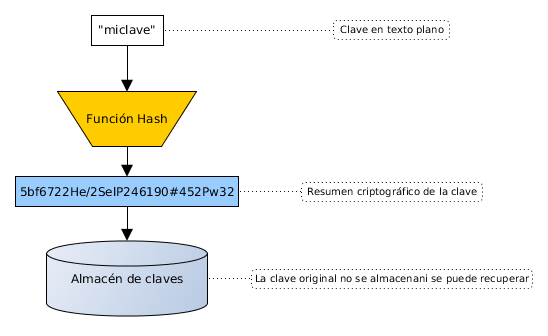 "miclave"
Clave en texto plano
Función Hash
5bf6722He/2SelP246190#452Pw32
Resumen criptográfico de la clave
Almacén de claves
La clave original no se almacenani se puede recuperar